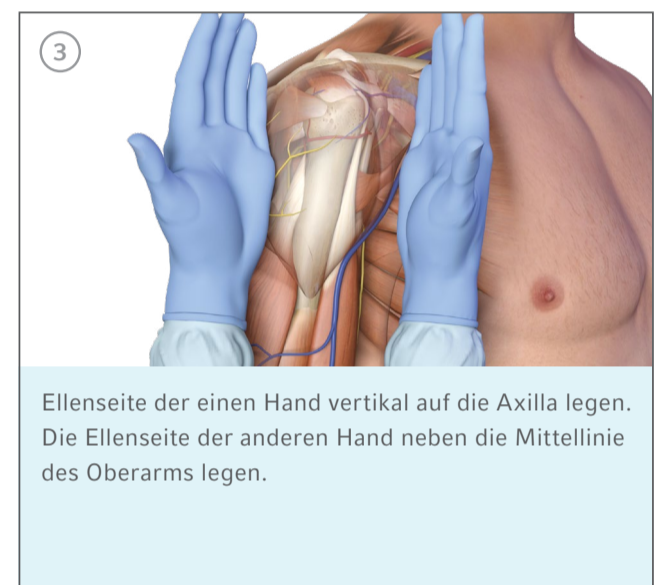 3
Ellenseite der einen Hand vertikal auf die Axilla legen.
Die Ellenseite der anderen Hand neben die Mittellinie
des Oberarms legen.